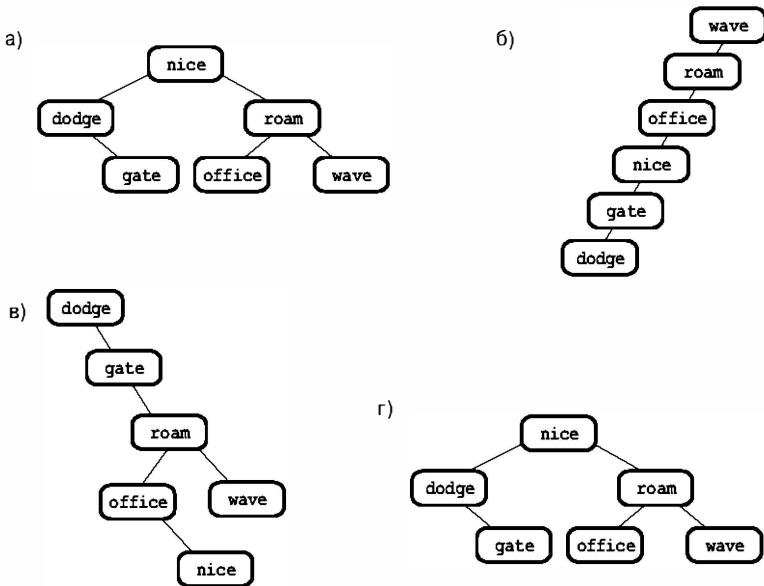 а)
nice
dodge
roam
gate
office
wave
б)
wave
roam
office
nice
gate
dodge
в)
dodge
gate
roam
office
wave
nice
г)
nice
dodge
roam
gate
office
wave